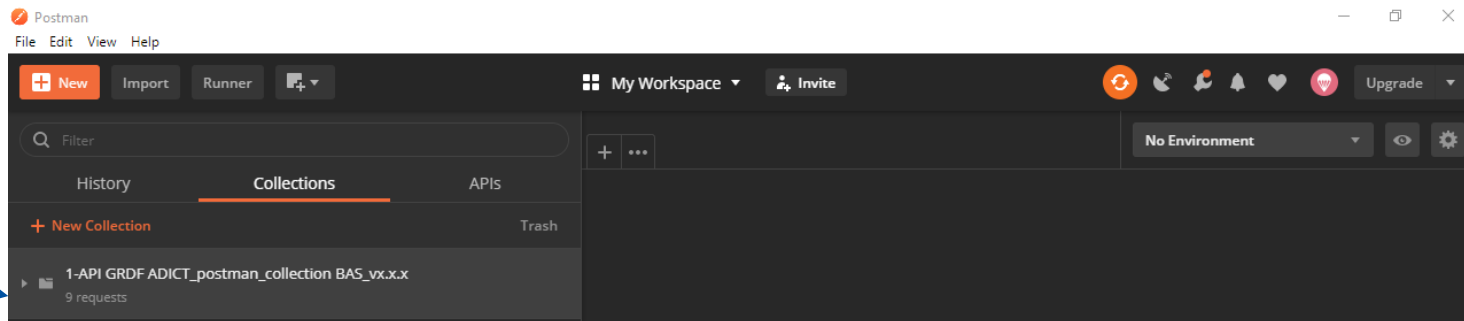 Postman
File Edit View Help
New Import Runner My Workspace Invite Upgrade
Filter
No Environment
History Collections APIs
+ New Collection Trash
1-API GRDF ADICT_postman_collection BAS_vx.x.x
9 requests